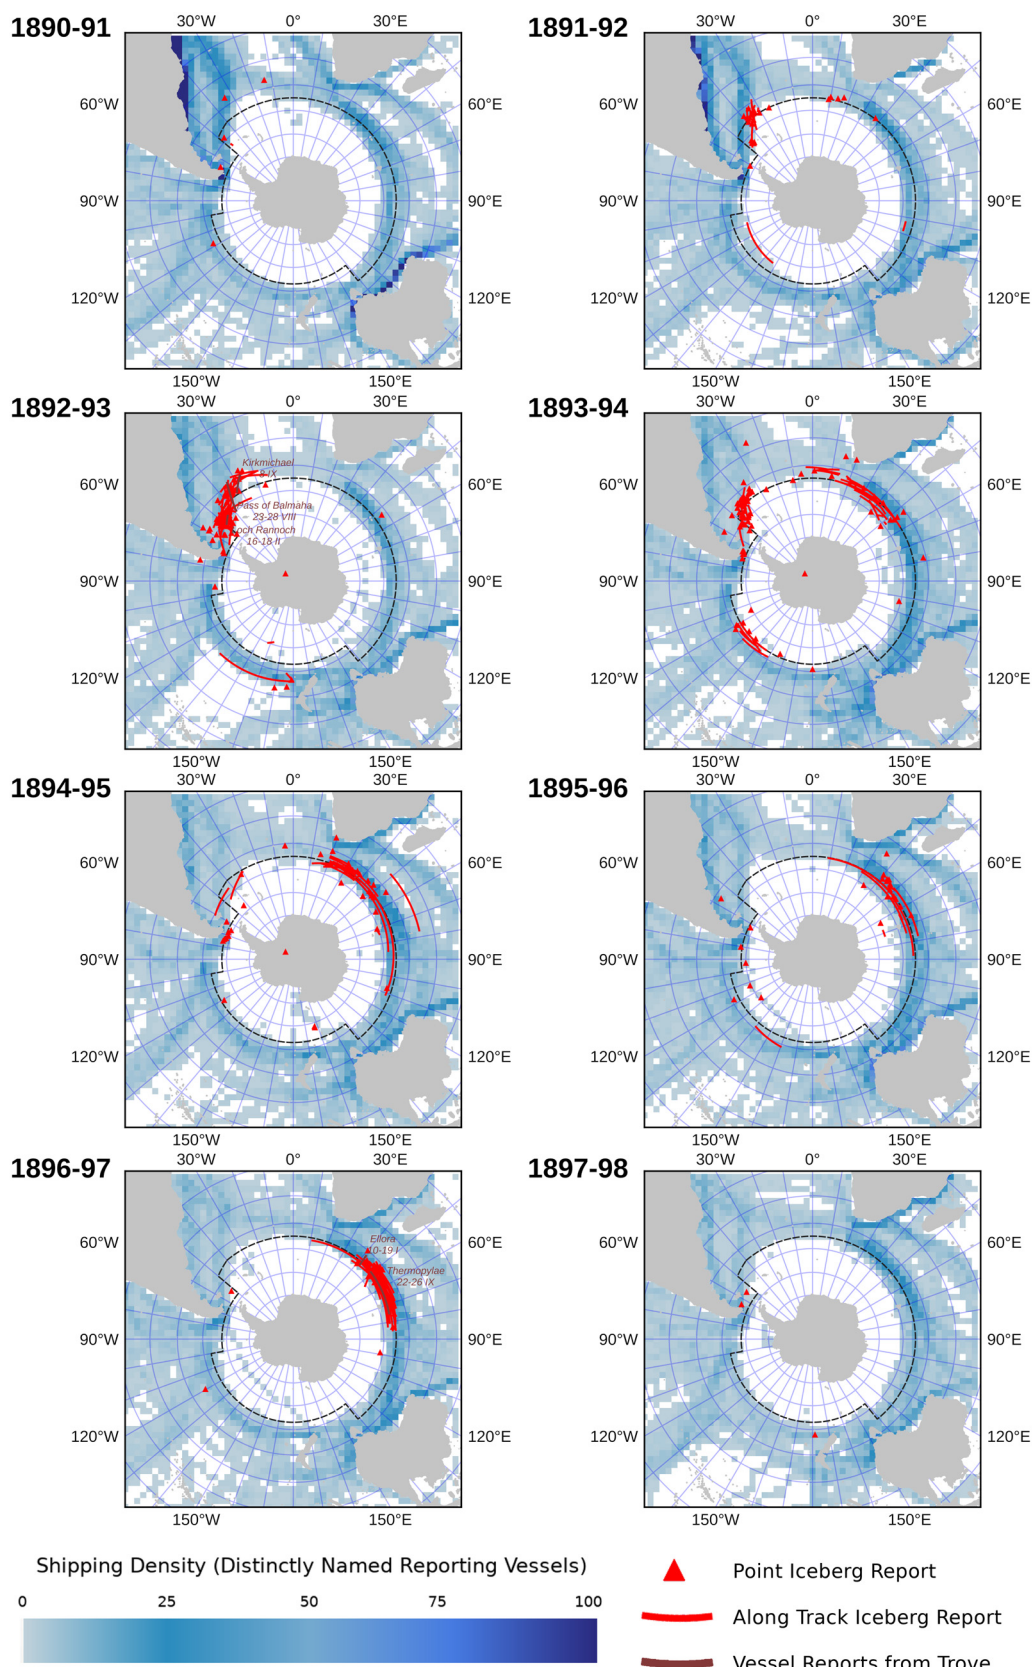 1890-91
30°W 0° 30°E
60°W 60°E
90°W 90°E
120°W 120°E
150°W 150°E
1891-92
30°W 0° 30°E
60°W 60°E
90°W 90°E
120°W 120°E
150°W 150°E
1892-93
30°W 0° 30°E
60°W 60°E
90°W 90°E
120°W 120°E
150°W 150°E
Kirkmichael
IX
Pass of Balmaha
23-28 VIII
Loch Rannoch
16-18 II
1893-94
30°W 0° 30°E
60°W 60°E
90°W 90°E
120°W 120°E
150°W 150°E
1894-95
30°W 0° 30°E
60°W 60°E
90°W 90°E
120°W 120°E
150°W 150°E
1895-96
30°W 0° 30°E
60°W 60°E
90°W 90°E
120°W 120°E
150°W 150°E
1896-97
30°W 0° 30°E
60°W 60°E
90°W 90°E
120°W 120°E
150°W 150°E
Ellora
10-19 I
Thermopylae
22-26 IX
1897-98
30°W 0° 30°E
60°W 60°E
90°W 90°E
120°W 120°E
150°W 150°E
Shipping Density (Distinctly Named Reporting Vessels)
0 25 50 75 100
Point Iceberg Report
Along Track Iceberg Report
Vessel Reports from Trove